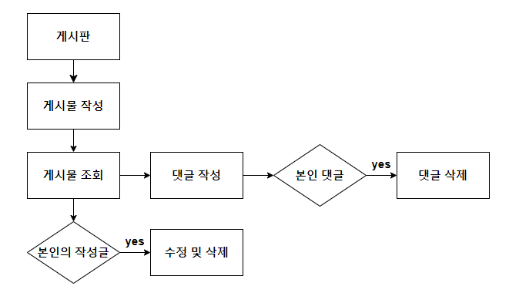 게시판
게시물 작성
게시물 조회
댓글 작성
본인 댓글
yes
댓글 삭제
본인의 작성글
yes
수정 및 삭제